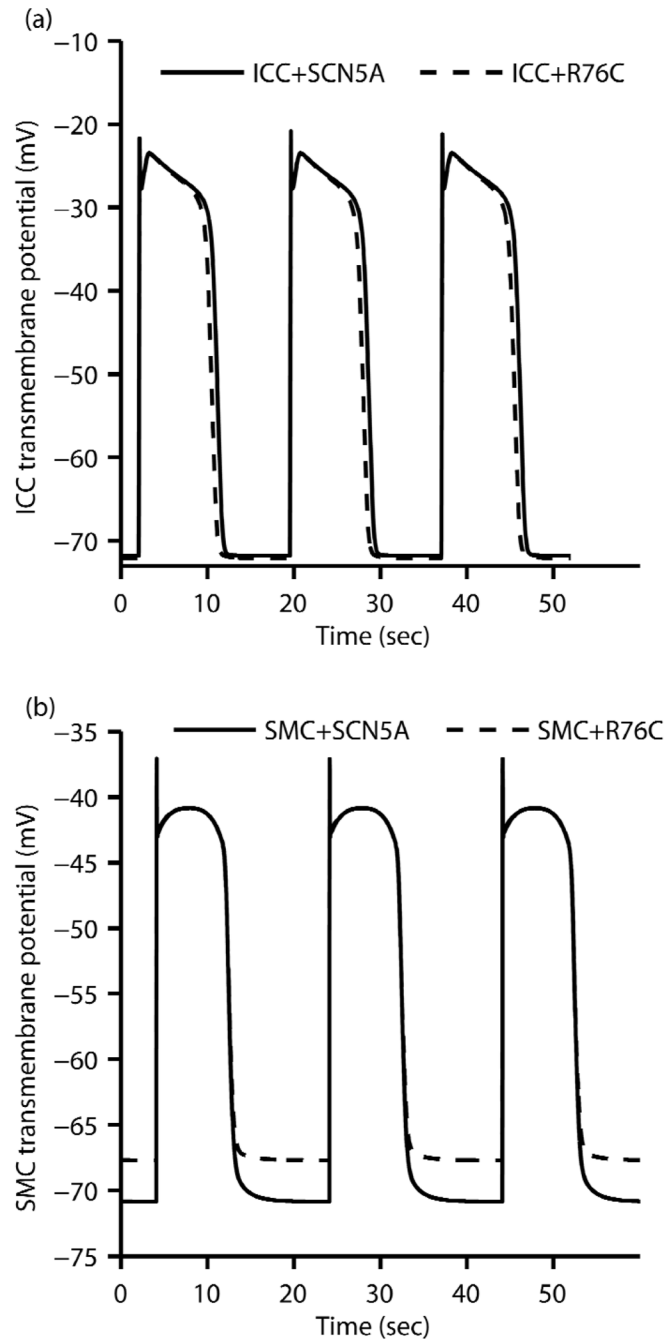 (a)
ICC+SCN5A ICC+R76C
ICC transmembrane potential (mV)
−10
−20
−30
−40
−50
−60
−70
0 10 20 30 40 50
Time (sec)
(b)
SMC+SCN5A SMC+R76C
SMC transmembrane potential (mV)
−35
−40
−45
−50
−55
−60
−65
−70
−75
0 10 20 30 40 50
Time (sec)